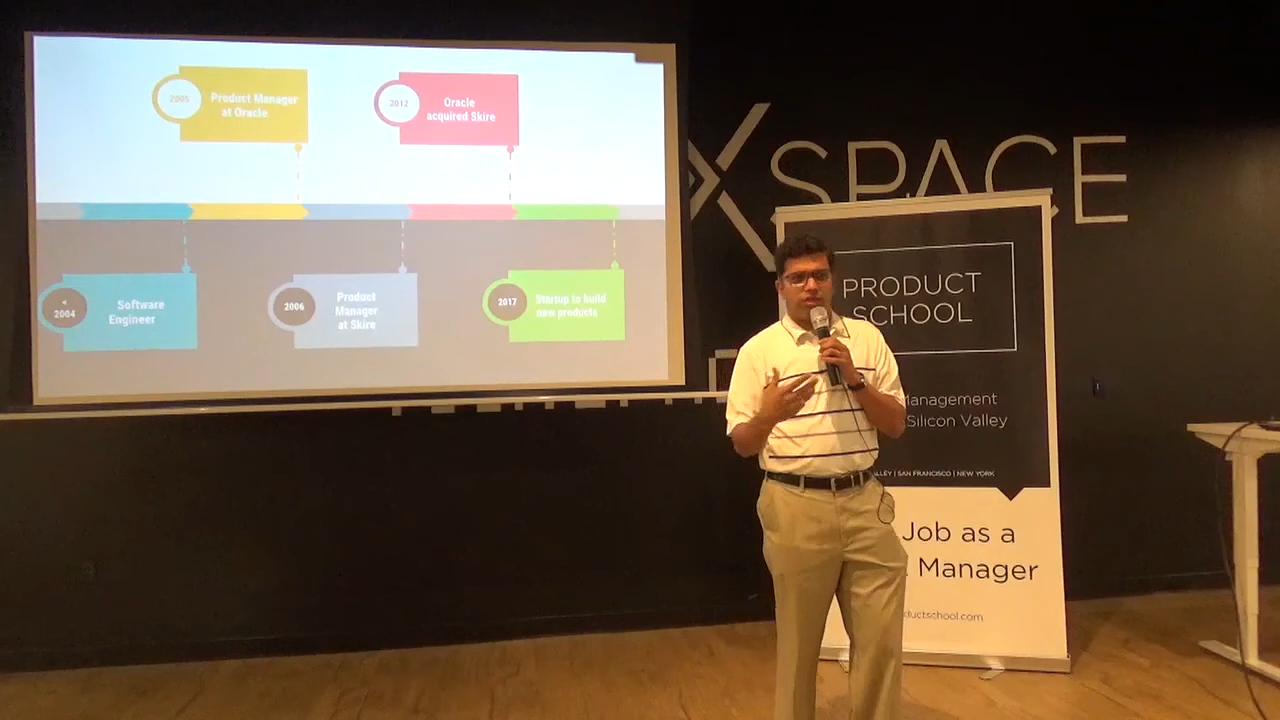 2005
Product Manager
at Oracle
2012
Oracle
acquired Skire
<
2004
Software
Engineer
2006
Product
Manager
at Skire
2017
Startup to build
new products
XSPACE
PRODUCT
SCHOOL
Management
Silicon Valley
| SAN FRANCISCO | NEW YORK
Job as a
Manager